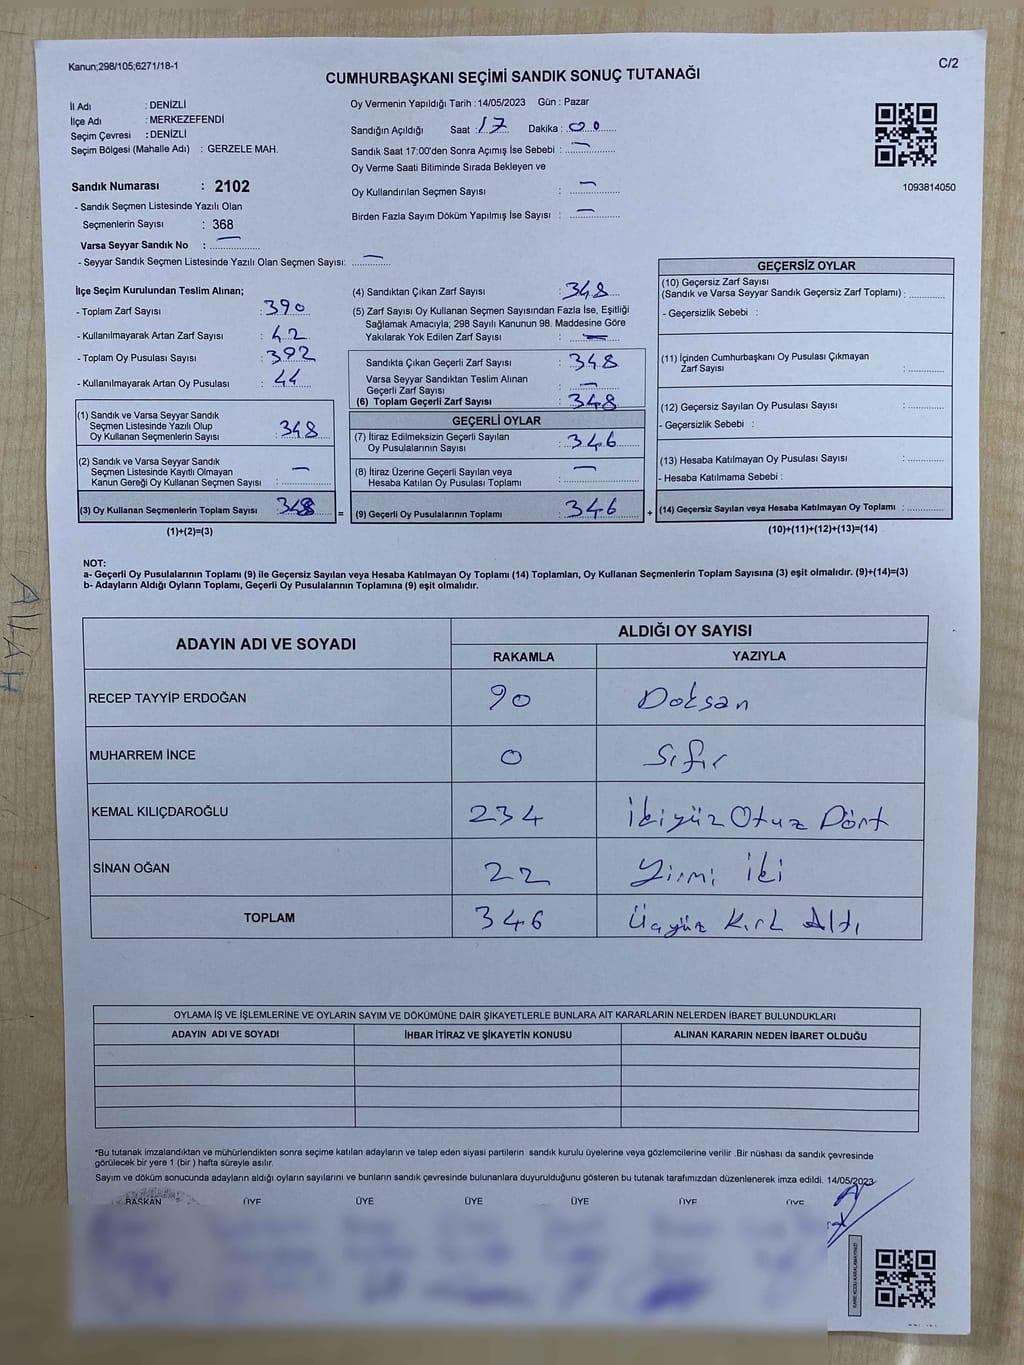 Kanun;298/105;6271/18-1
C/2
CUMHURBAŞKANI SEÇİMİ SANDIK SONUÇ TUTANAĞI
İl Adı : DENİZLİ
İlçe Adı : MERKEZEFENDİ
Seçim Çevresi : DENİZLİ
Seçim Bölgesi (Mahalle Adı) : GERZELE MAH.
Sandık Numarası : 2102
- Sandık Seçmen Listesinde Yazılı Olan
Seçmenlerin Sayısı : 368
Varsa Seyyar Sandık No : —
- Seyyar Sandık Seçmen Listesinde Yazılı Olan Seçmen Sayısı: —
Oy Vermenin Yapıldığı Tarih : 14/05/2023 Gün : Pazar
Sandığın Açıldığı Saat : 17 Dakika : 00
Sandık Saat 17:00'den Sonra Açımış İse Sebebi : —
Oy Verme Saati Bitiminde Sırada Bekleyen ve
Oy Kullandırılan Seçmen Sayısı : —
Birden Fazla Sayım Döküm Yapılmış İse Sayısı : —
1093814050
İlçe Seçim Kurulundan Teslim Alınan;
- Toplam Zarf Sayısı : 390
- Kullanılmayarak Artan Zarf Sayısı : 42
- Toplam Oy Pusulası Sayısı : 392
- Kullanılmayarak Artan Oy Pusulası : 44
(1) Sandık ve Varsa Seyyar Sandık
Seçmen Listesinde Yazılı Olup
Oy Kullanan Seçmenlerin Sayısı : 348
(2) Sandık ve Varsa Seyyar Sandık
Seçmen Listesinde Kayıtlı Olmayan
Kanun Gereği Oy Kullanan Seçmen Sayısı : —
(3) Oy Kullanan Seçmenlerin Toplam Sayısı : 348
(1)+(2)=(3)
(4) Sandıktan Çıkan Zarf Sayısı : 348
(5) Zarf Sayısı Oy Kullanan Seçmen Sayısından Fazla İse, Eşitliği
Sağlamak Amacıyla; 298 Sayılı Kanunun 98. Maddesine Göre
Yakılarak Yok Edilen Zarf Sayısı : —
Sandıkta Çıkan Geçerli Zarf Sayısı : 348
Varsa Seyyar Sandıktan Teslim Alınan
Geçerli Zarf Sayısı : —
(6) Toplam Geçerli Zarf Sayısı : 348
GEÇERLİ OYLAR
(7) İtiraz Edilmeksizin Geçerli Sayılan
Oy Pusulalarının Sayısı : 346
(8) İtiraz Üzerine Geçerli Sayılan veya
Hesaba Katılan Oy Pusulası Toplamı : —
= (9) Geçerli Oy Pusulalarının Toplamı : 346
GEÇERSİZ OYLAR
(10) Geçersiz Zarf Sayısı
(Sandık ve Varsa Seyyar Sandık Geçersiz Zarf Toplamı) :
- Geçersizlik Sebebi :
(11) İçinden Cumhurbaşkanı Oy Pusulası Çıkmayan
Zarf Sayısı :
(12) Geçersiz Sayılan Oy Pusulası Sayısı :
- Geçersizlik Sebebi :
(13) Hesaba Katılmayan Oy Pusulası Sayısı :
- Hesaba Katılmama Sebebi :
+ (14) Geçersiz Sayılan veya Hesaba Katılmayan Oy Toplamı :
(10)+(11)+(12)+(13)=(14)
NOT:
a- Geçerli Oy Pusulalarının Toplamı (9) ile Geçersiz Sayılan veya Hesaba Katılmayan Oy Toplamı (14) Toplamları, Oy Kullanan Seçmenlerin Toplam Sayısına (3) eşit olmalıdır. (9)+(14)=(3)
b- Adayların Aldığı Oyların Toplamı, Geçerli Oy Pusulalarının Toplamına (9) eşit olmalıdır.
ADAYIN ADI VE SOYADI
ALDIĞI OY SAYISI
RAKAMLA YAZIYLA
RECEP TAYYİP ERDOĞAN 90 Doksan
MUHARREM İNCE 0 Sıfır
KEMAL KILIÇDAROĞLU 234 İkiyüz Otuz Dört
SİNAN OĞAN 22 Yirmi iki
TOPLAM 346 Üçyüz Kırk Altı
OYLAMA İŞ VE İŞLEMLERİNE VE OYLARIN SAYIM VE DÖKÜMÜNE DAİR ŞİKAYETLERLE BUNLARA AİT KARARLARIN NELERDEN İBARET BULUNDUKLARI
ADAYIN ADI VE SOYADI İHBAR İTİRAZ VE ŞİKAYETİN KONUSU ALINAN KARARIN NEDEN İBARET OLDUĞU
*Bu tutanak imzalandıktan ve mühürlendikten sonra seçime katılan adayların ve talep eden siyasi partilerin sandık kurulu üyelerine veya gözlemcilerine verilir .Bir nüshası da sandık çevresinde
görülecek bir yere 1 (bir ) hafta süreyle asılır.
Sayım ve döküm sonucunda adayların aldığı oyların sayılarını ve bunların sandık çevresinde bulunanlara duyurulduğunu gösteren bu tutanak tarafımızdan düzenlenerek imza edildi. 14/05/2023
BAŞKAN ÜYE ÜYE ÜYE ÜYE ÜYE ÜYE
ALLAH